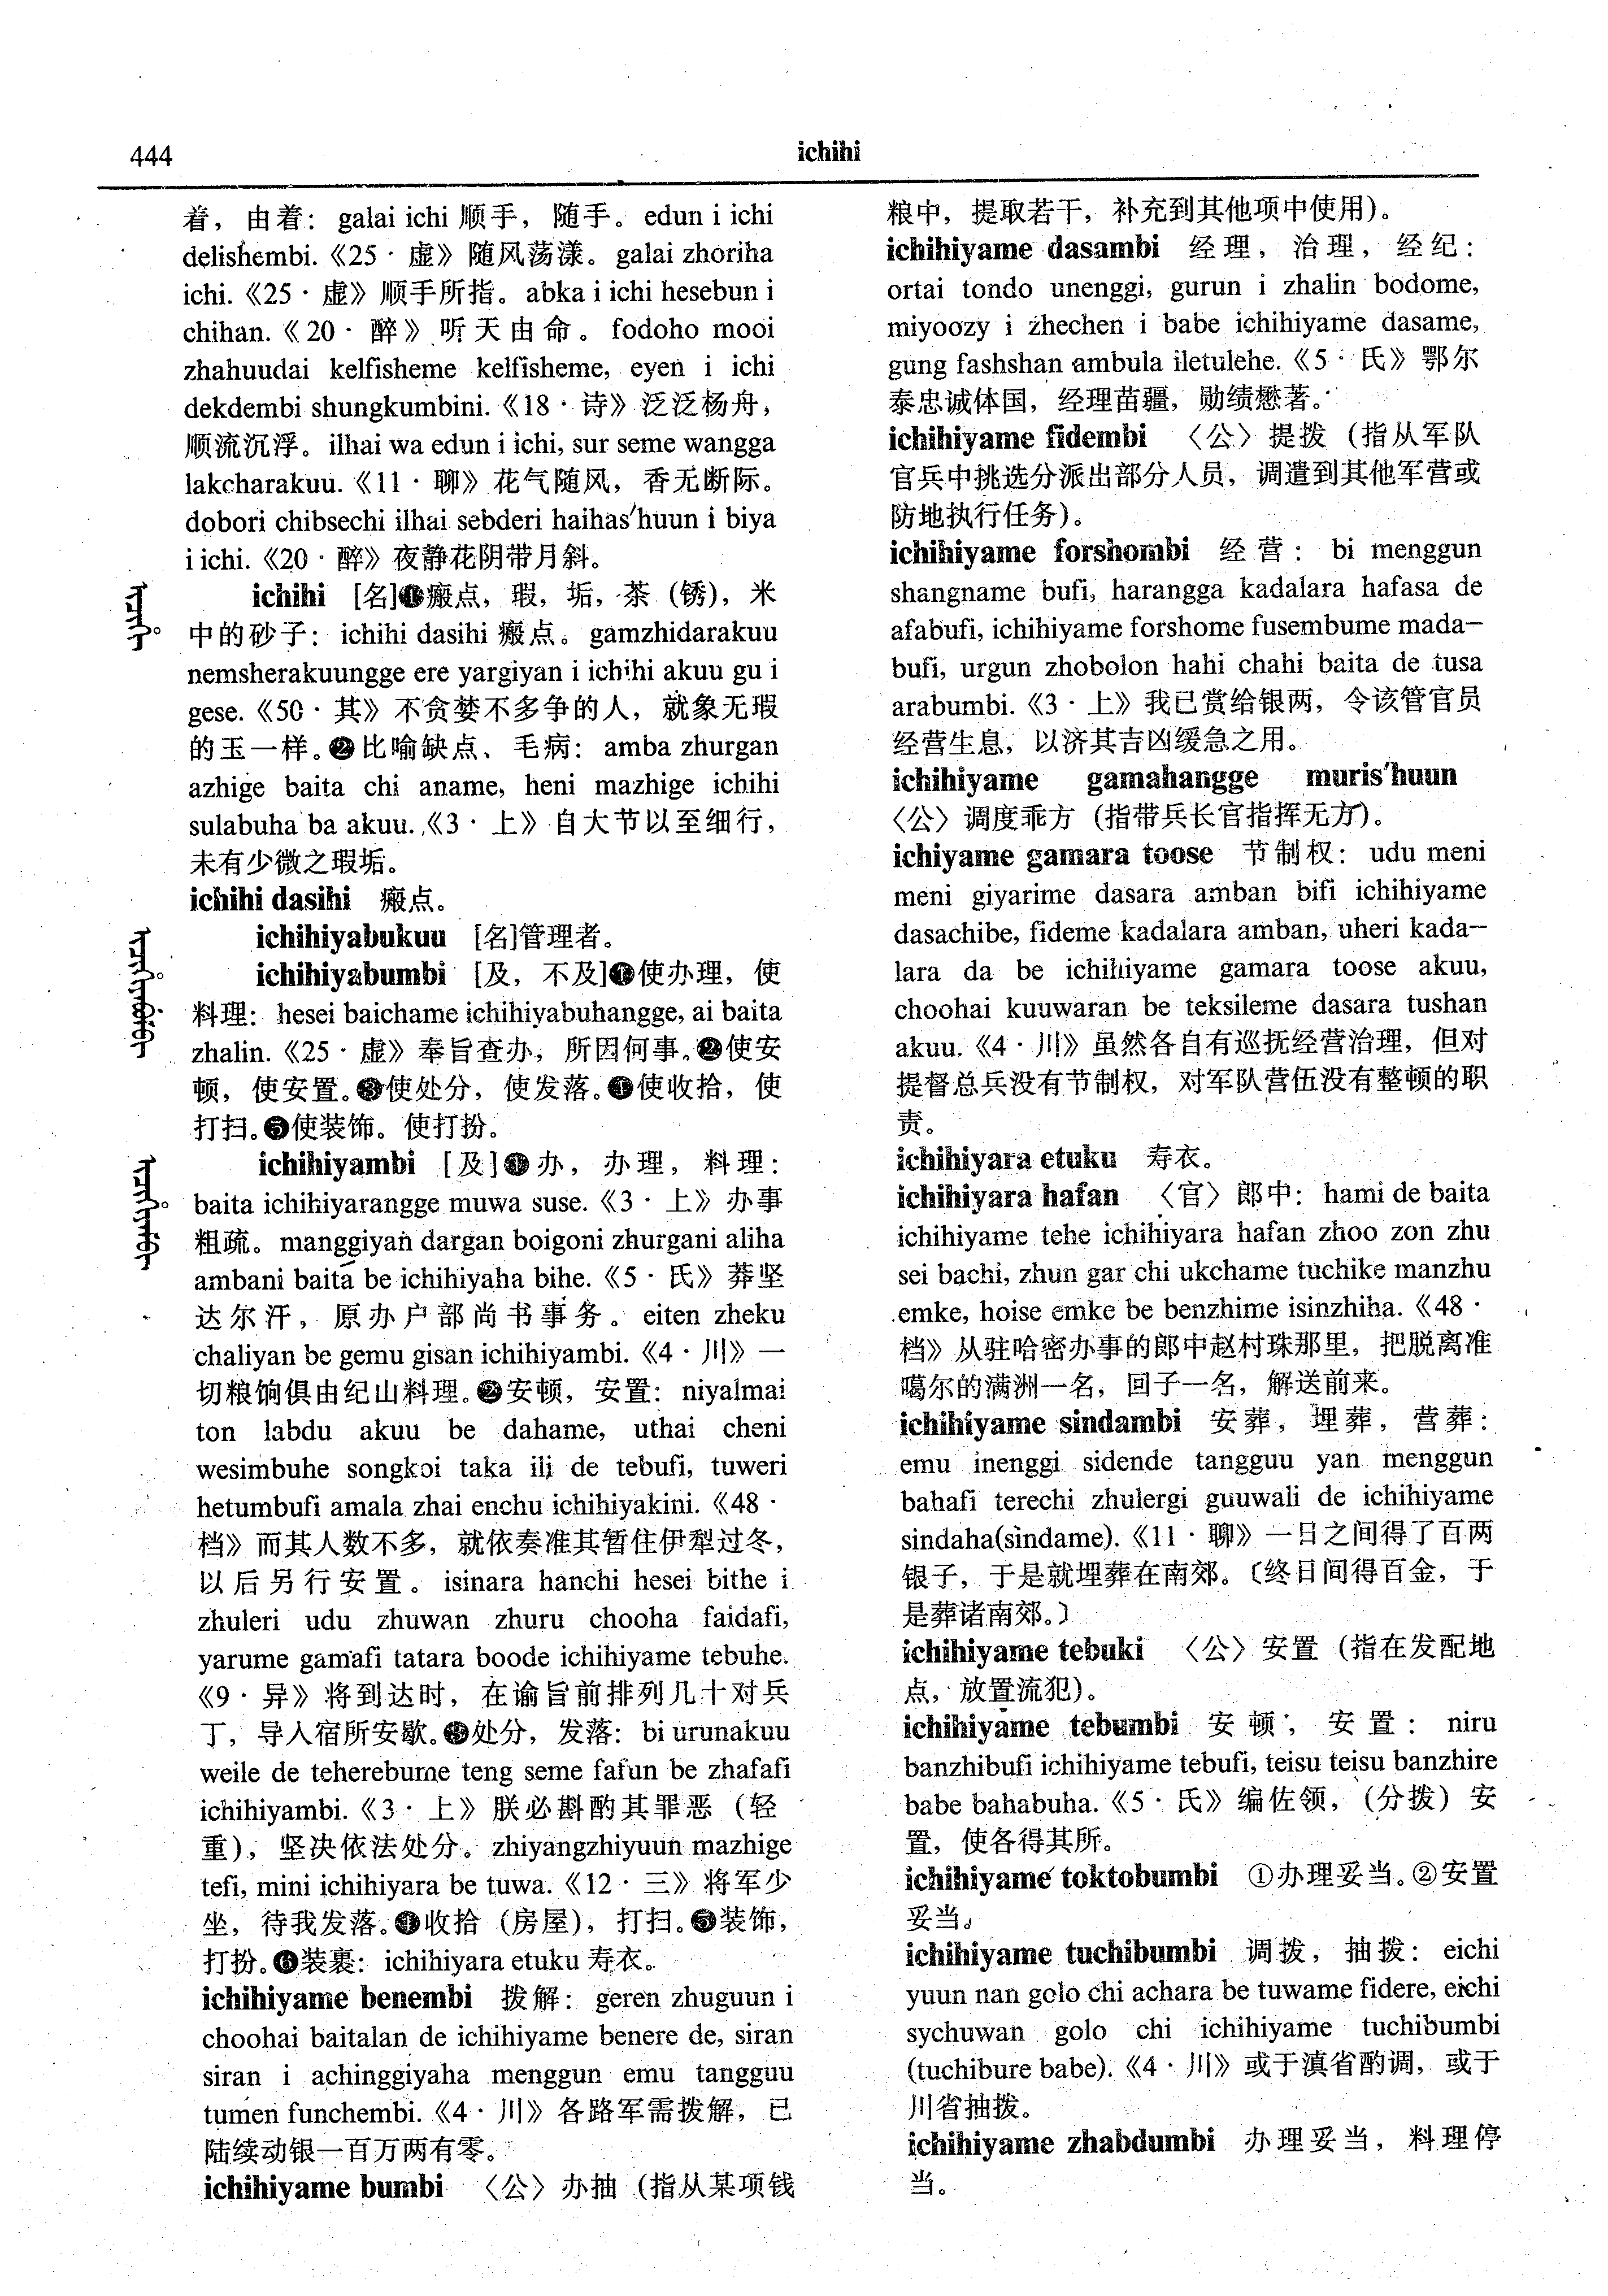 444
ichihi
着，由着：galai ichi 顺手，随手。edun i ichi
delishembi.《25·虚》随风荡漾。galai zhoriha
ichi.《25·虚》顺手所指。abka i ichi hesebun i
chihan.《20·醉》听天由命。fodoho mooi
zhahuudai kelfisheme kelfisheme, eyen i ichi
dekdembi shungkumbini.《18·诗》泛泛杨舟，
顺流沉浮。ilhai wa edun i ichi, sur seme wangga
lakcharakuu.《11·聊》花气随风，香无断际。
dobori chibsechi ilhai sebderi haihas'huun i biya
i ichi.《20·醉》夜静花阴带月斜。
ichihi [名]❶瘢点，瑕，垢，茶（锈），米
中的砂子：ichihi dasihi 瘢点。gamzhidarakuu
nemsherakuungge ere yargiyan i ichihi akuu gu i
gese.《50·其》不贪婪不多争的人，就象无瑕
的玉一样。❷比喻缺点、毛病：amba zhurgan
azhige baita chi aname, heni mazhige ichihi
sulabuha ba akuu.《3·上》自大节以至细行，
未有少微之瑕垢。
ichihi dasihi 瘢点。
ichihiyabukuu [名]管理者。
ichihiyabumbi [及，不及]❶使办理，使
料理：hesei baichame ichihiyabuhangge, ai baita
zhalin.《25·虚》奉旨查办，所因何事。❷使安
顿，使安置。❸使处分，使发落。❹使收拾，使
打扫。❺使装饰。使打扮。
ichihiyambi [及]❶办，办理，料理：
baita ichihiyarangge muwa suse.《3·上》办事
粗疏。manggiyan dargan boigoni zhurgani aliha
ambani baita be ichihiyaha bihe.《5·氏》莽坚
达尔汗，原办户部尚书事务。eiten zheku
chaliyan be gemu gisan ichihiyambi.《4·川》一
切粮饷俱由纪山料理。❷安顿，安置：niyalmai
ton labdu akuu be dahame, uthai cheni
wesimbuhe songkoi taka ili de tebufi, tuweri
hetumbufi amala zhai enchu ichihiyakini.《48·
档》而其人数不多，就依奏准其暂住伊犁过冬，
以后另行安置。isinara hanchi hesei bithe i
zhuleri udu zhuwan zhuru chooha faidafi,
yarume gamafi tatara boode ichihiyame tebuhe.
《9·异》将到达时，在谕旨前排列几十对兵
丁，导人宿所安歇。❸处分，发落：bi urunakuu
weile de teherebume teng seme fafun be zhafafi
ichihiyambi.《3·上》朕必斟酌其罪恶（轻
重），坚决依法处分。zhiyangzhiyuun mazhige
tefi, mini ichihiyara be tuwa.《12·三》将军少
坐，待我发落。❹收拾（房屋），打扫。❺装饰，
打扮。❻装裹：ichihiyara etuku 寿衣。
ichihiyame benembi 拨解：geren zhuguun i
choohai baitalan de ichihiyame benere de, siran
siran i achinggiyaha menggun emu tangguu
tumen funchembi.《4·川》各路军需拨解，已
陆续动银一百万两有零。
ichihiyame bumbi 〈公〉办抽（指从某项钱
粮中，提取若干，补充到其他项中使用）。
ichihiyame dasambi 经理，治理，经纪：
ortai tondo unenggi, gurun i zhalin bodome,
miyoozy i zhechen i babe ichihiyame dasame,
gung fashshan ambula iletulehe.《5·氏》鄂尔
泰忠诚体国，经理苗疆，勋绩懋著。
ichihiyame fidembi 〈公〉提拨（指从军队
官兵中挑选分派出部分人员，调遣到其他军营或
防地执行任务）。
ichihiyame forshombi 经营：bi menggun
shangname bufi, harangga kadalara hafasa de
afabufi, ichihiyame forshome fusembume mada—
bufi, urgun zhobolon hahi chahi baita de tusa
arabumbi.《3·上》我已赏给银两，令该管官员
经营生息，以济其吉凶缓急之用。
ichihiyame gamahangge muris'huun
〈公〉调度乖方（指带兵长官指挥无方）。
ichiyame gamara toose 节制权：udu meni
meni giyarime dasara amban bifi ichihiyame
dasachibe, fideme kadalara amban, uheri kada—
lara da be ichihiyame gamara toose akuu,
choohai kuuwaran be teksileme dasara tushan
akuu.《4·川》虽然各自有巡抚经营治理，但对
提督总兵没有节制权，对军队营伍没有整顿的职
责。
ichihiyara etuku 寿衣。
ichihiyara hafan 〈官〉郎中：hami de baita
ichihiyame tehe ichihiyara hafan zhoo zon zhu
sei bachi, zhun gar chi ukchame tuchike manzhu
emke, hoise emke be benzhime isinzhiha.《48·
档》从驻哈密办事的郎中赵村珠那里，把脱离准
噶尔的满洲一名，回子一名，解送前来。
ichihiyame sindambi 安葬，埋葬，营葬：
emu inenggi sidende tangguu yan menggun
bahafi terechi zhulergi guuwali de ichihiyame
sindaha(sindame).《11·聊》一日之间得了百两
银子，于是就埋葬在南郊。〔终日间得百金，于
是葬诸南郊。〕
ichihiyame tebuki 〈公〉安置（指在发配地
点，放置流犯）。
ichihiyame tebumbi 安顿，安置：niru
banzhibufi ichihiyame tebufi, teisu teisu banzhire
babe bahabuha.《5·氏》编佐领，（分拨）安
置，使各得其所。
ichihiyame toktobumbi ①办理妥当。②安置
妥当。
ichihiyame tuchibumbi 调拨，抽拨：eichi
yuun nan golo chi achara be tuwame fidere, eichi
sychuwan golo chi ichihiyame tuchibumbi
(tuchibure babe).《4·川》或于滇省酌调，或于
川省抽拨。
ichihiyame zhabdumbi 办理妥当，料理停
当。